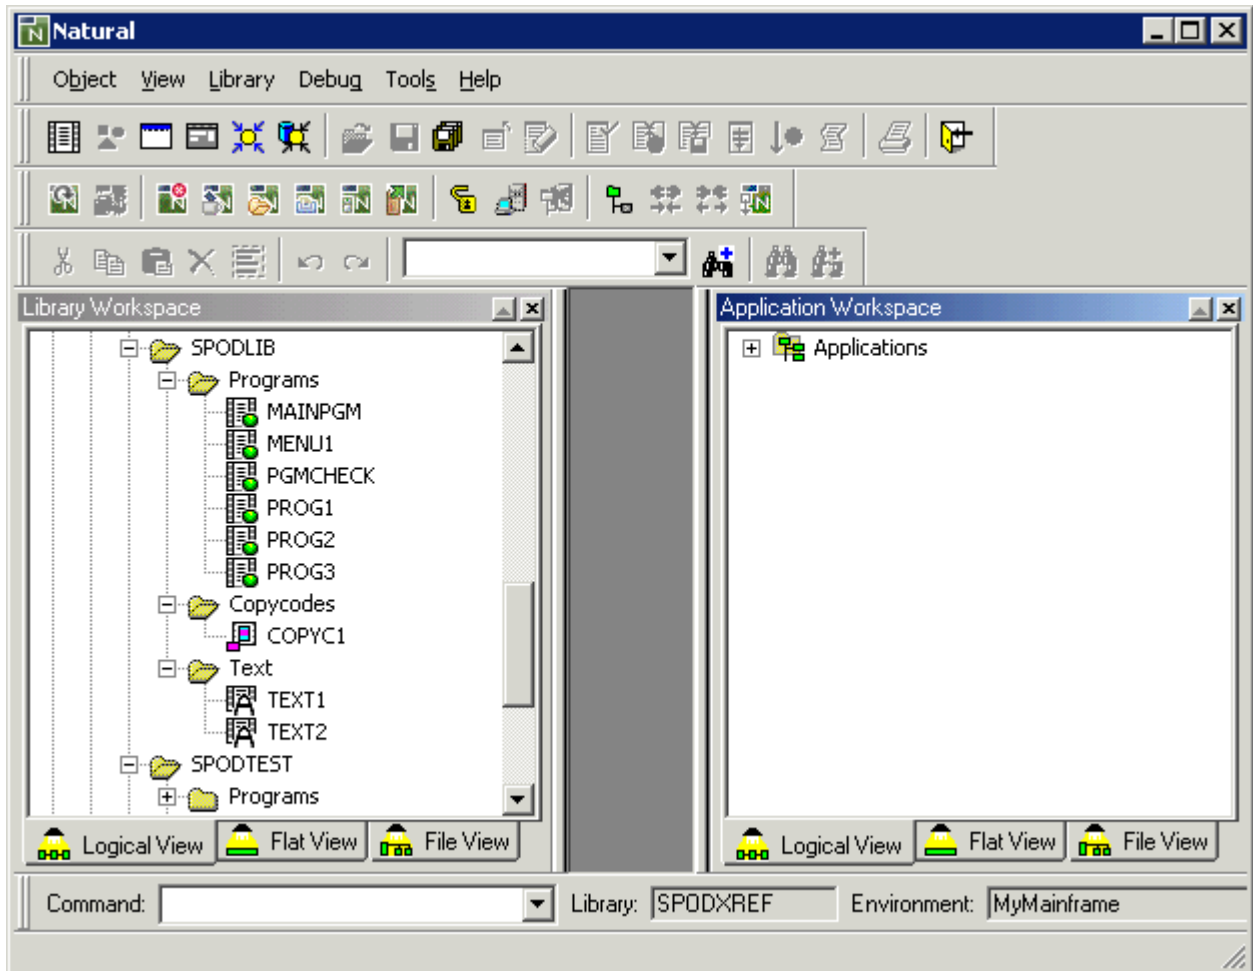 Natural
Object View Library Debug Tools Help
Library Workspace
SPODLIB
Programs
MAINPGM
MENU1
PGMCHECK
PROG1
PROG2
PROG3
Copycodes
COPYC1
Text
TEXT1
TEXT2
SPODTEST
Programs
Logical View Flat View File View
Application Workspace
Applications
Logical View Flat View File View
Command: Library: SPODXREF Environment: MyMainframe